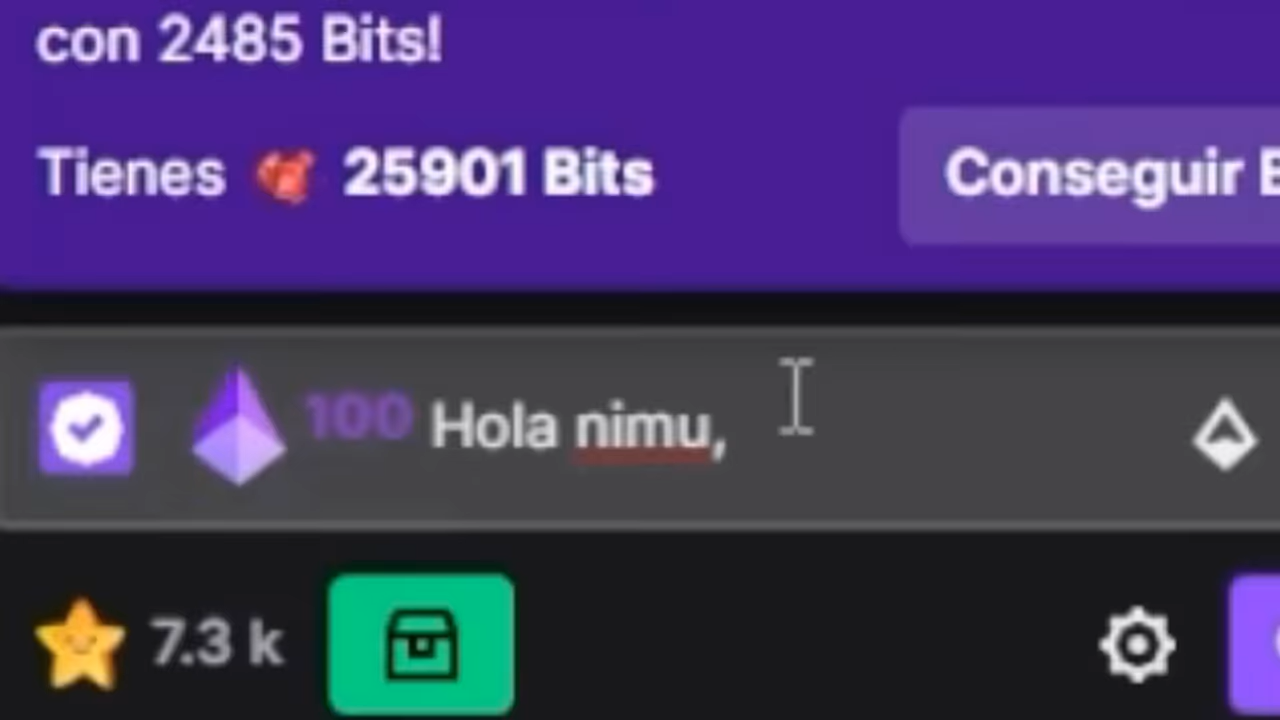 con 2485 Bits!
Tienes 25901 Bits
Conseguir
100 Hola nimu,
7.3 k